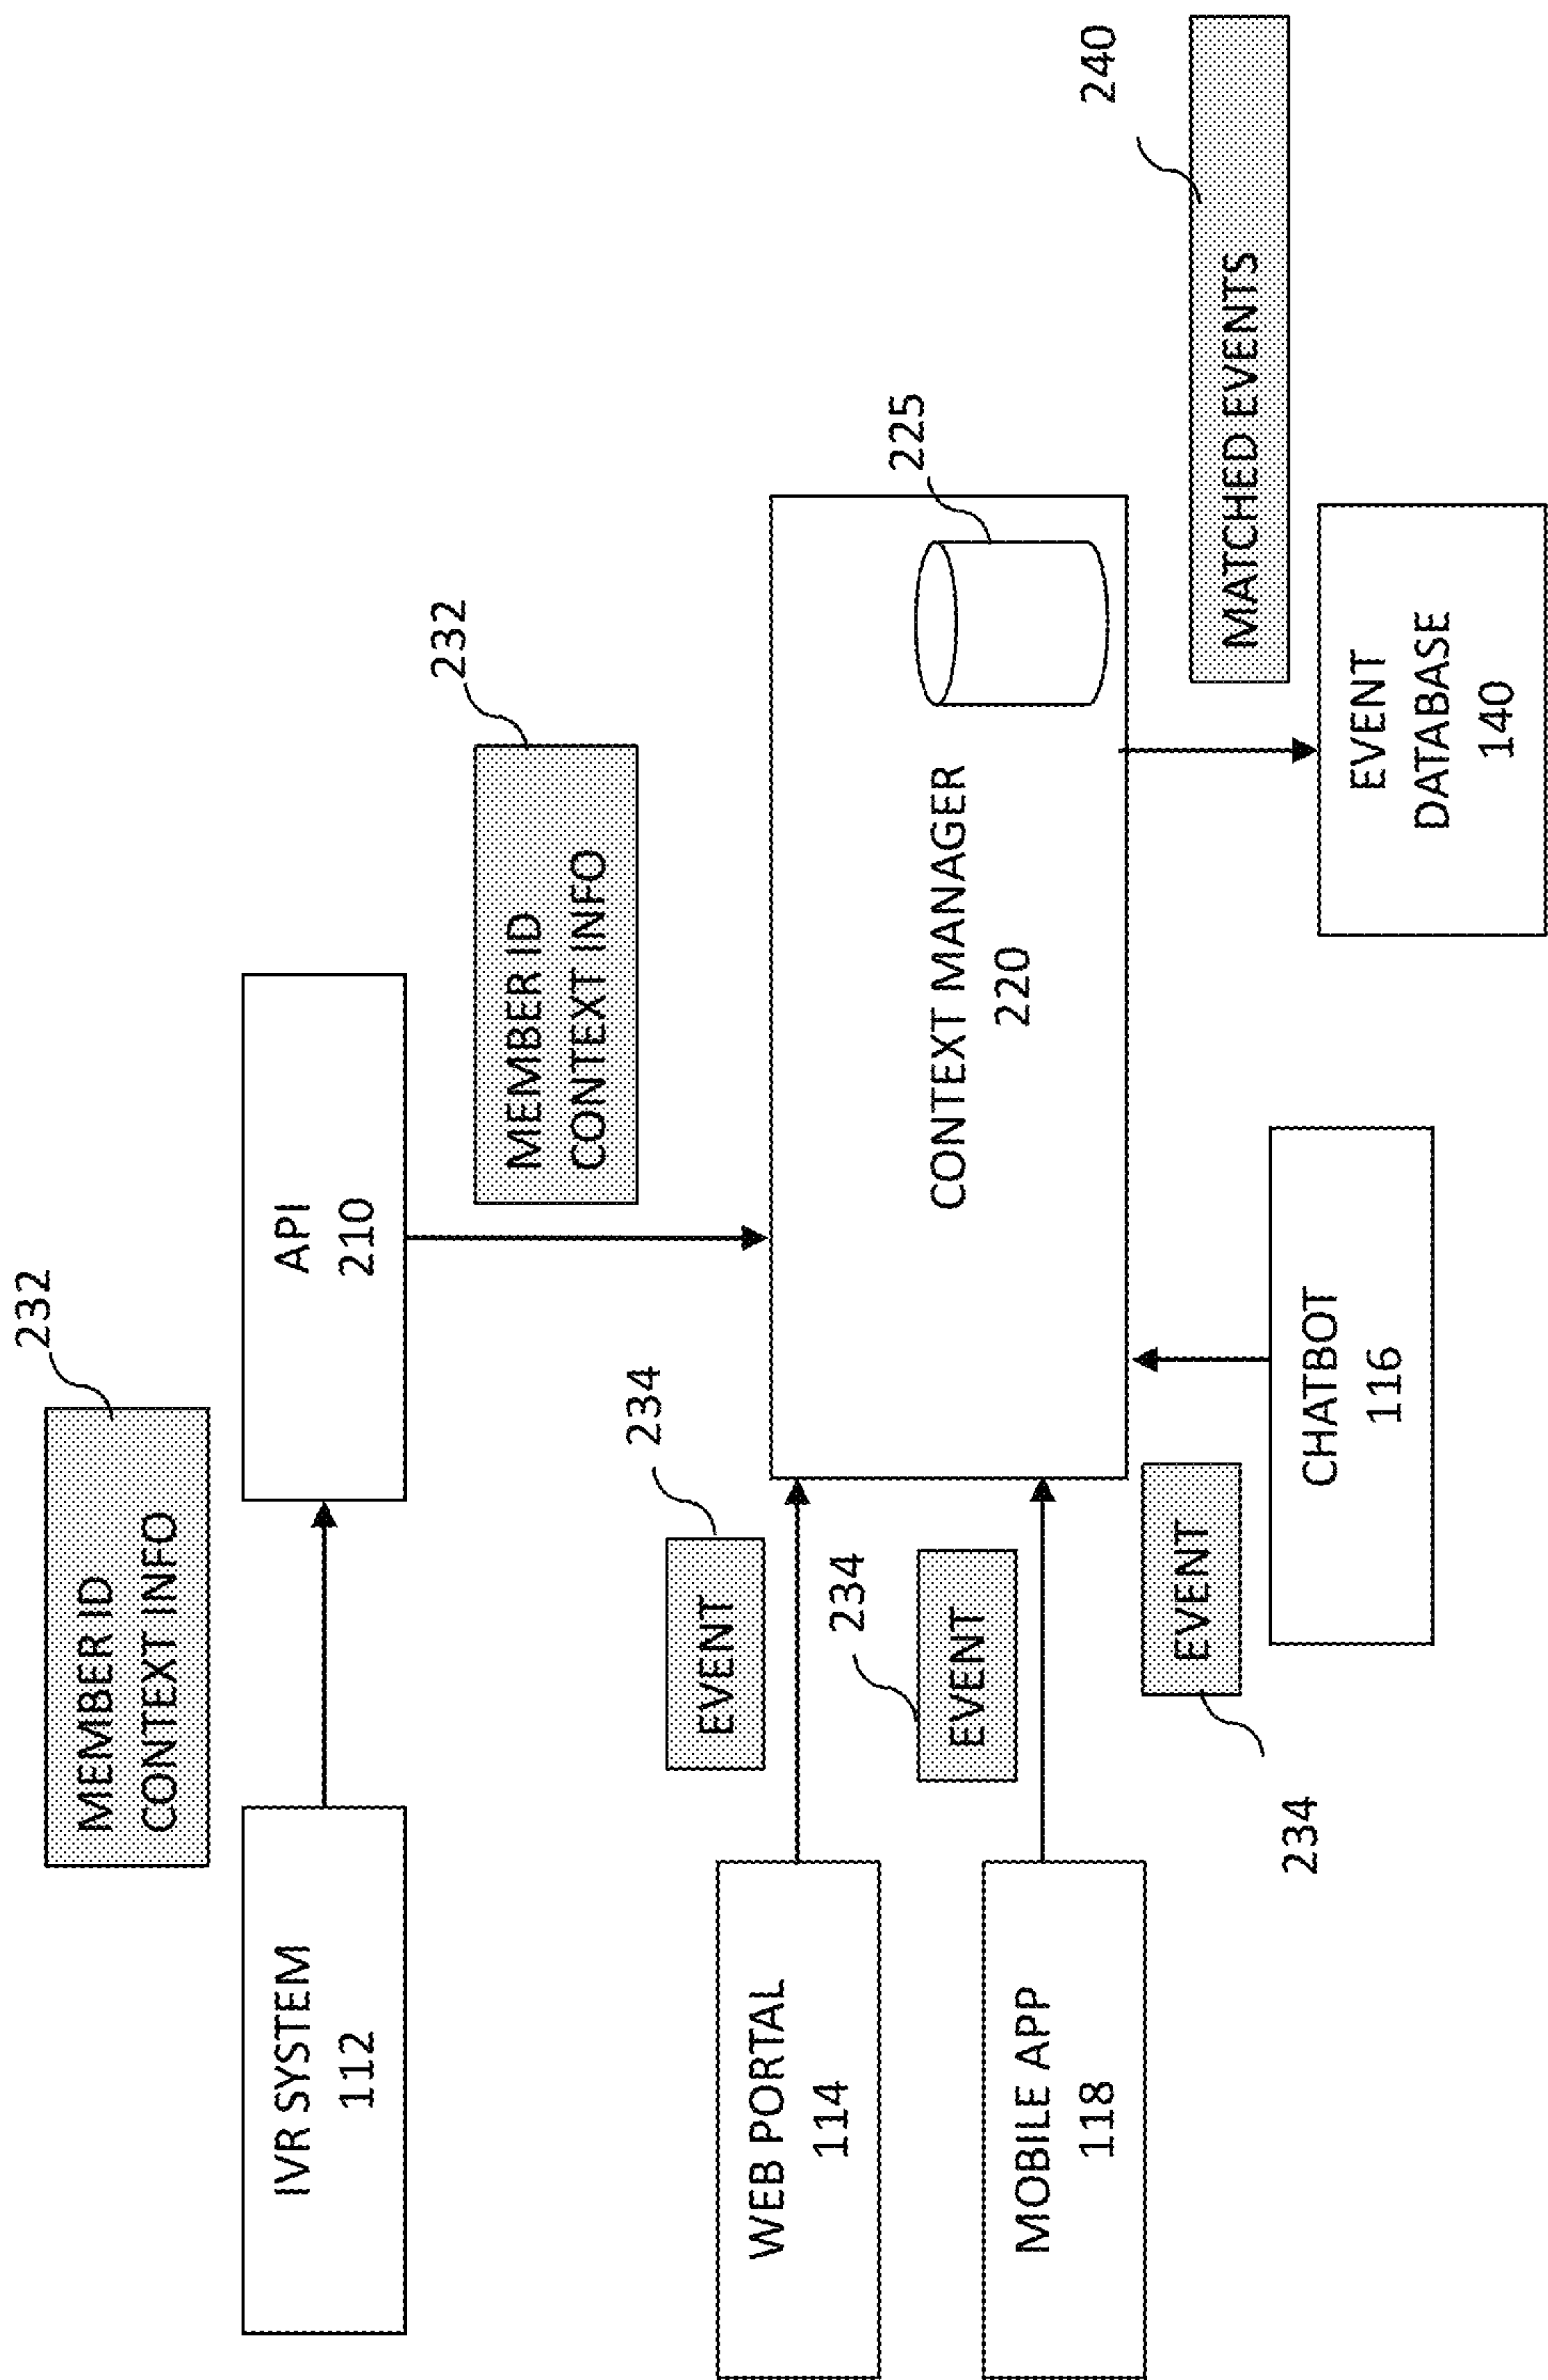 MEMBER ID
CONTEXT INFO
232
IVR SYSTEM
112
API
210
MEMBER ID
CONTEXT INFO
232
EVENT
234
WEB PORTAL
114
234
EVENT
MOBILE APP
118
CONTEXT MANAGER
220
225
EVENT
234
CHATBOT
116
MATCHED EVENTS
240
EVENT
DATABASE
140